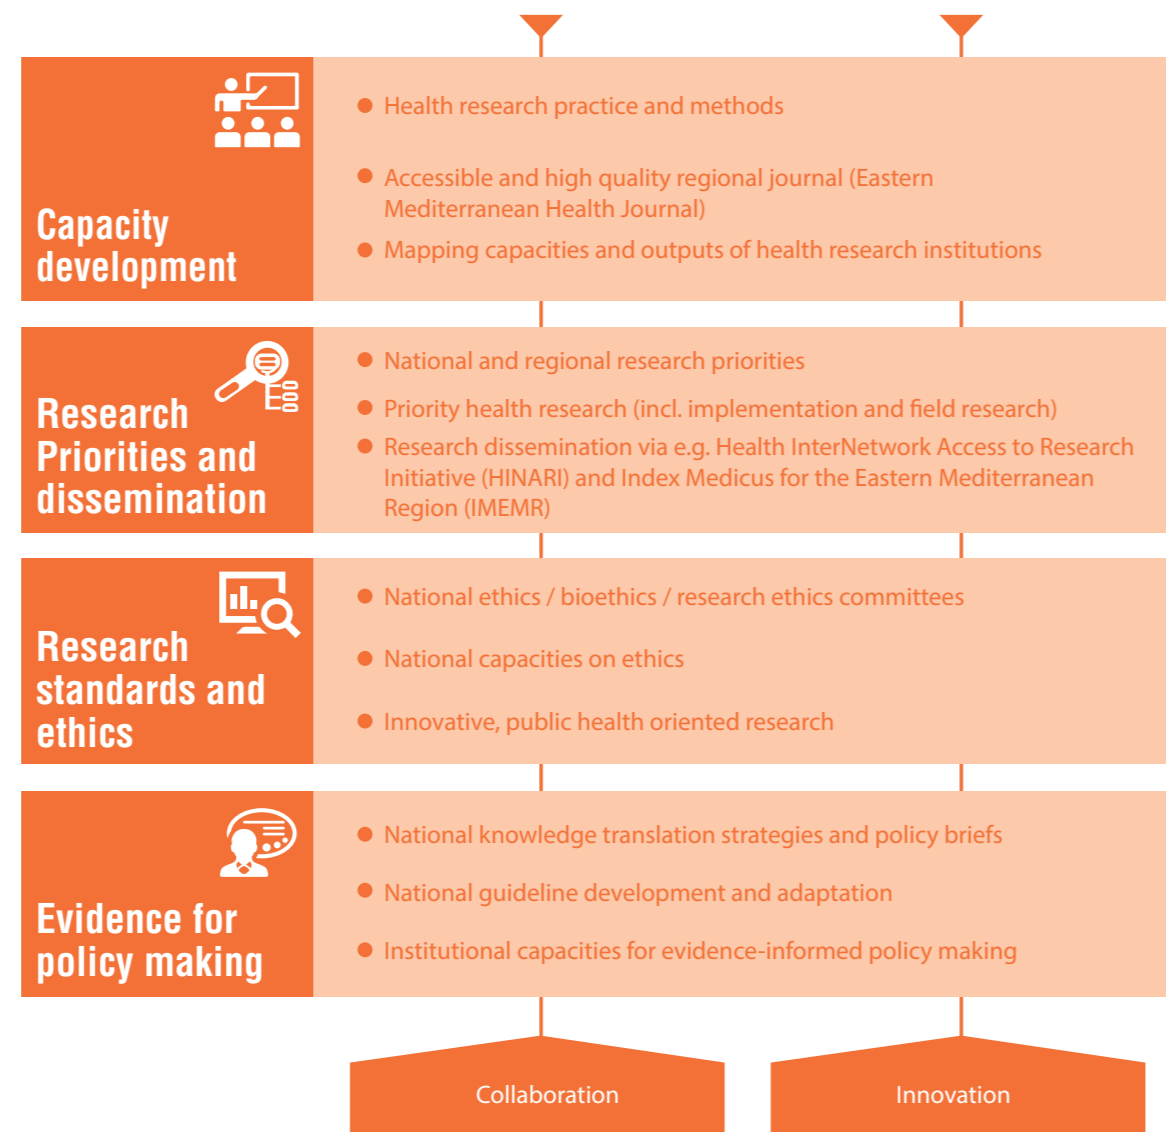 Capacity
development
● Health research practice and methods
● Accessible and high quality regional journal (Eastern
Mediterranean Health Journal)
● Mapping capacities and outputs of health research institutions
Research
Priorities and
dissemination
● National and regional research priorities
● Priority health research (incl. implementation and field research)
● Research dissemination via e.g. Health InterNetwork Access to Research
Initiative (HINARI) and Index Medicus for the Eastern Mediterranean
Region (IMEMR)
Research
standards and
ethics
● National ethics / bioethics / research ethics committees
● National capacities on ethics
● Innovative, public health oriented research
Evidence for
policy making
● National knowledge translation strategies and policy briefs
● National guideline development and adaptation
● Institutional capacities for evidence-informed policy making
Collaboration
Innovation